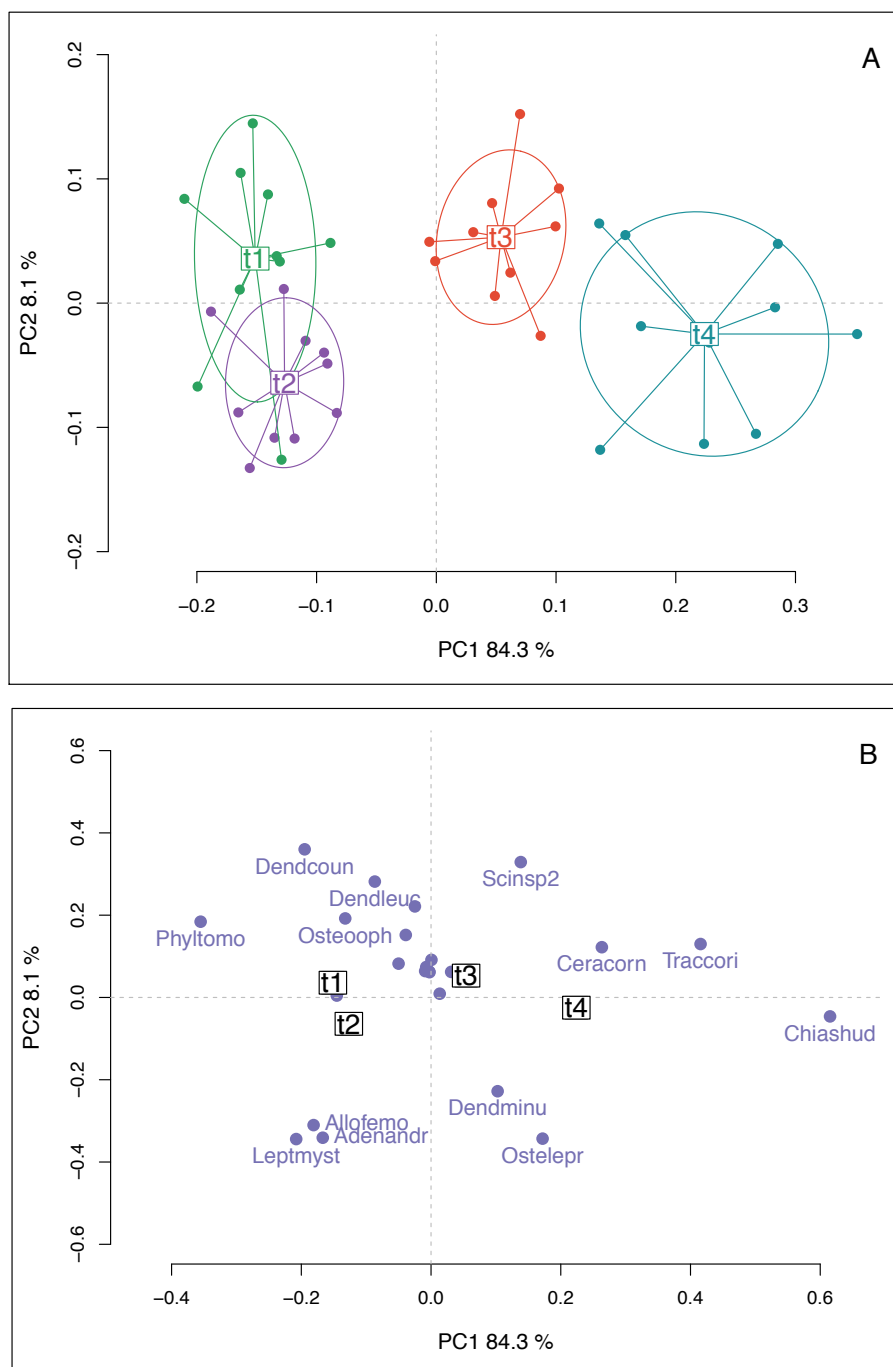 A
0.2
0.1
0.0
−0.1
−0.2
PC2 8.1 %
t1
t2
t3
t4
−0.2 −0.1 0.0 0.1 0.2 0.3
PC1 84.3 %
B
0.6
0.4
0.2
0.0
−0.2
−0.4
−0.6
PC2 8.1 %
Dendcoun
Scinsp2
Dendleuc
Phyltomo
Osteooph
Ceracorn
Traccori
t1
t3
t4
t2
Chiashud
Dendminu
Allofemo
Adenandr
Leptmyst
Ostelepr
−0.4 −0.2 0.0 0.2 0.4 0.6
PC1 84.3 %